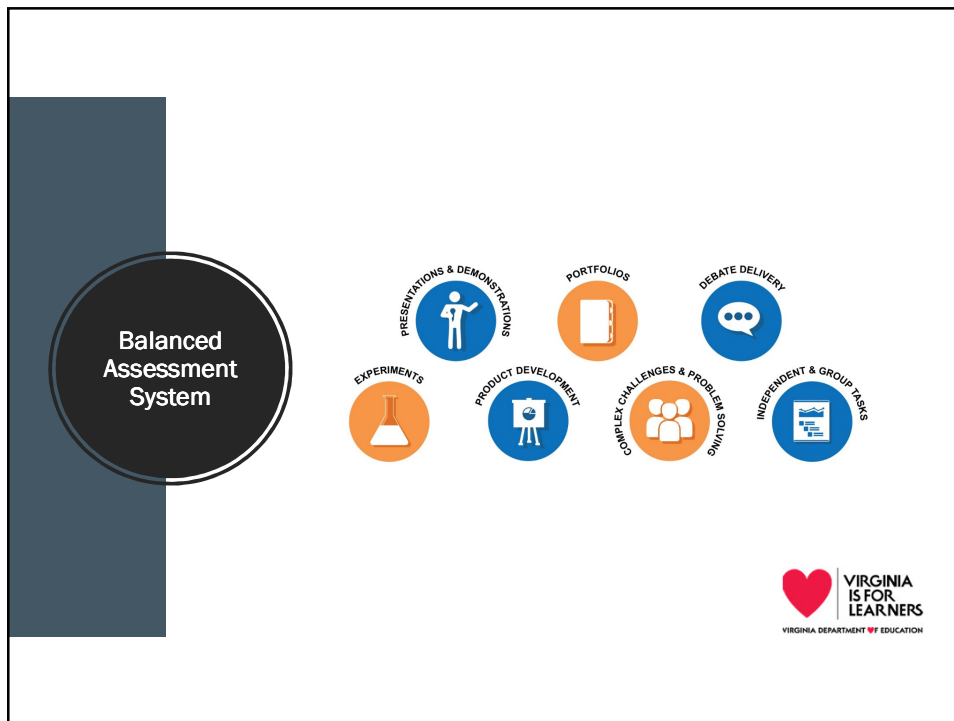 Balanced
Assessment
System
PRESENTATIONS & DEMONSTRATIONS
PORTFOLIOS
DEBATE DELIVERY
EXPERIMENTS
PRODUCT DEVELOPMENT
COMPLEX CHALLENGES & PROBLEM SOLVING
INDEPENDENT & GROUP TASKS
VIRGINIA
IS FOR
LEARNERS
VIRGINIA DEPARTMENT OF EDUCATION